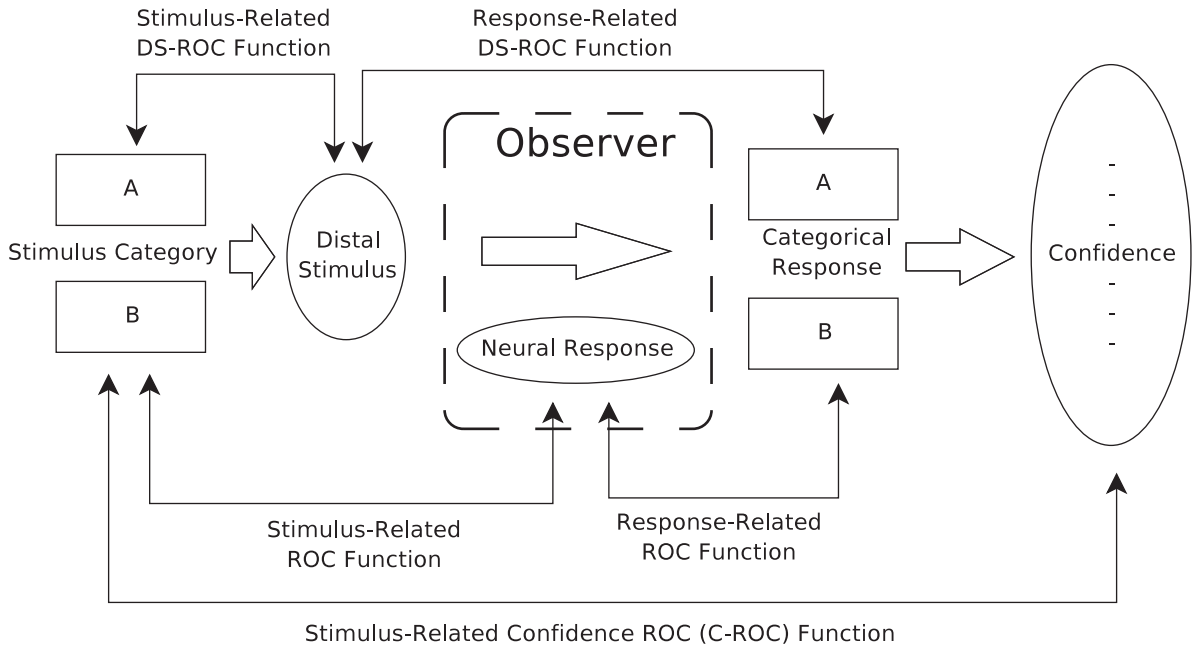 Stimulus-Related
DS-ROC Function
Response-Related
DS-ROC Function
Observer
A
Stimulus Category
B
Distal
Stimulus
Neural Response
A
Categorical
Response
B
Confidence
Stimulus-Related
ROC Function
Response-Related
ROC Function
Stimulus-Related Confidence ROC (C-ROC) Function